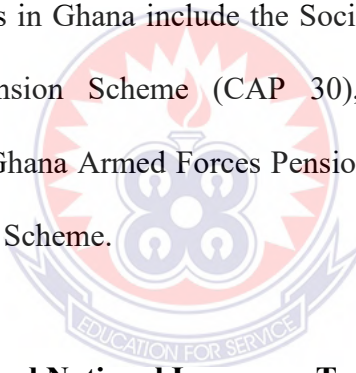 s in Ghana include the Soci
nsion Scheme (CAP 30),
Ghana Armed Forces Pensio
Scheme.
EDUCATION FOR SERVICE
d National Insurance T